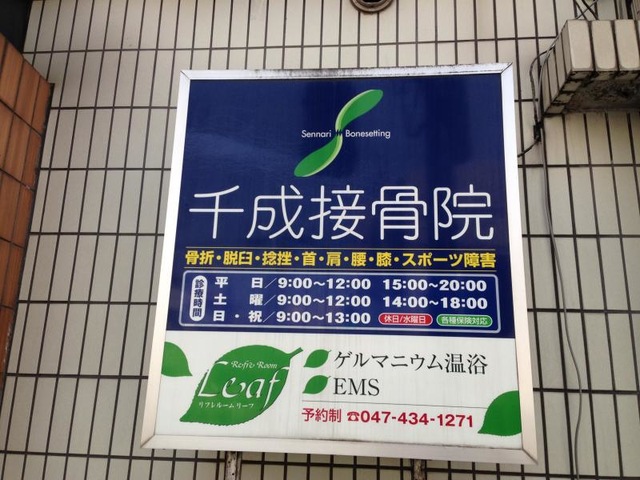 Sennari Bonesetting
千成接骨院
骨折・脱臼・捻挫・首・肩・腰・膝・スポーツ障害
診療時間
平 日/9:00〜12:00 15:00〜20:00
土 曜/9:00〜12:00 14:00〜18:00
日・祝/9:00〜13:00 休日/水曜日 各種保険対応
Refre Room
Leaf
リフレルームリーフ
ゲルマニウム温浴
EMS
予約制 ☎047-434-1271